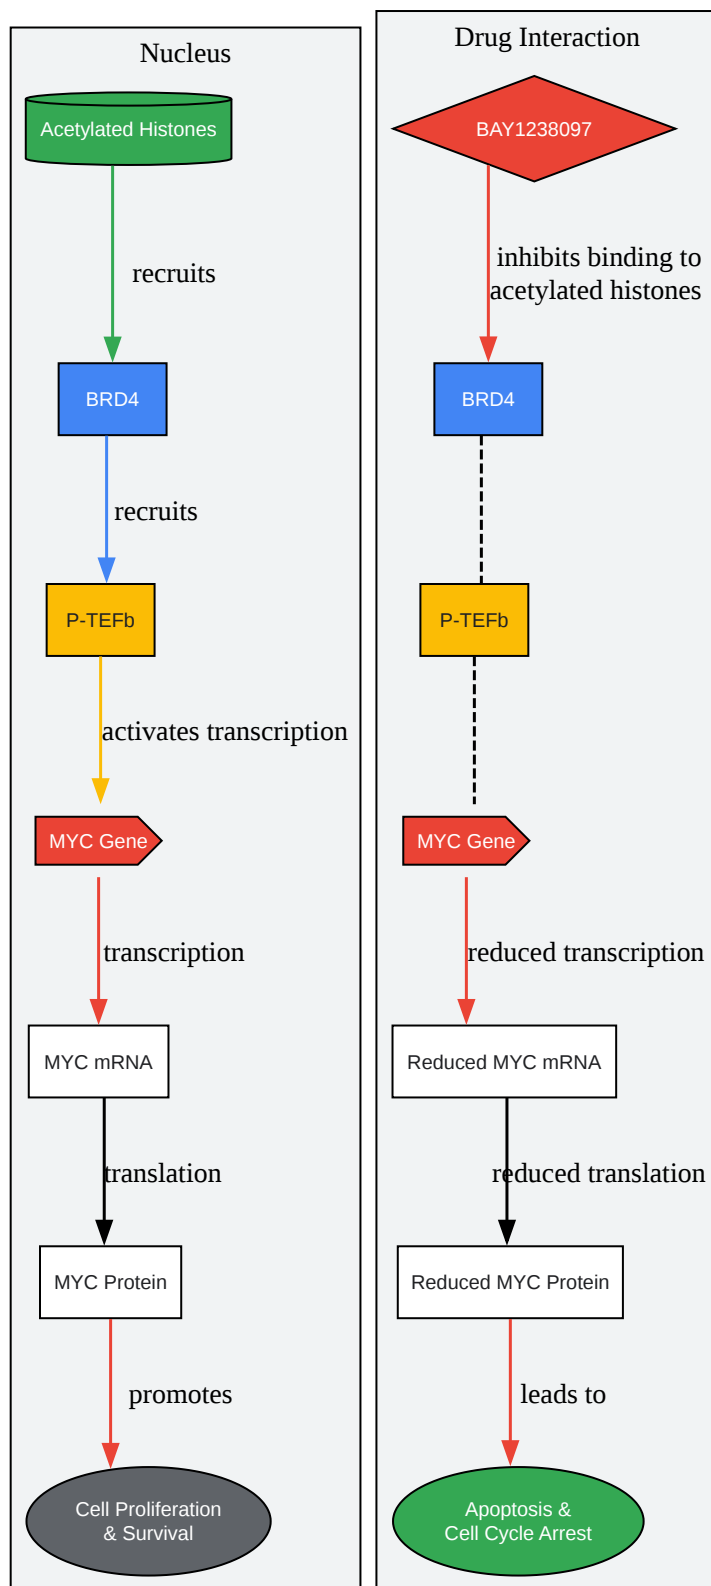 Nucleus
Acetylated Histones
recruits
BRD4
recruits
P-TEFb
activates transcription
MYC Gene
transcription
MYC mRNA
translation
MYC Protein
promotes
Cell Proliferation
& Survival
Drug Interaction
BAY1238097
inhibits binding to
acetylated histones
BRD4
P-TEFb
MYC Gene
reduced transcription
Reduced MYC mRNA
reduced translation
Reduced MYC Protein
leads to
Apoptosis &
Cell Cycle Arrest